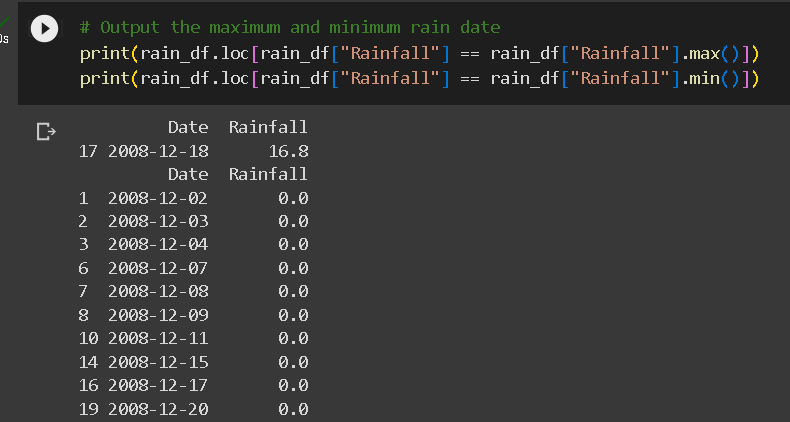 # Output the maximum and minimum rain date
0s
print(rain_df.loc[rain_df["Rainfall"] == rain_df["Rainfall"].max()])
print(rain_df.loc[rain_df["Rainfall"] == rain_df["Rainfall"].min()])
Date Rainfall
17 2008-12-18 16.8
Date Rainfall
1 2008-12-02 0.0
2 2008-12-03 0.0
3 2008-12-04 0.0
6 2008-12-07 0.0
7 2008-12-08 0.0
8 2008-12-09 0.0
10 2008-12-11 0.0
14 2008-12-15 0.0
16 2008-12-17 0.0
19 2008-12-20 0.0